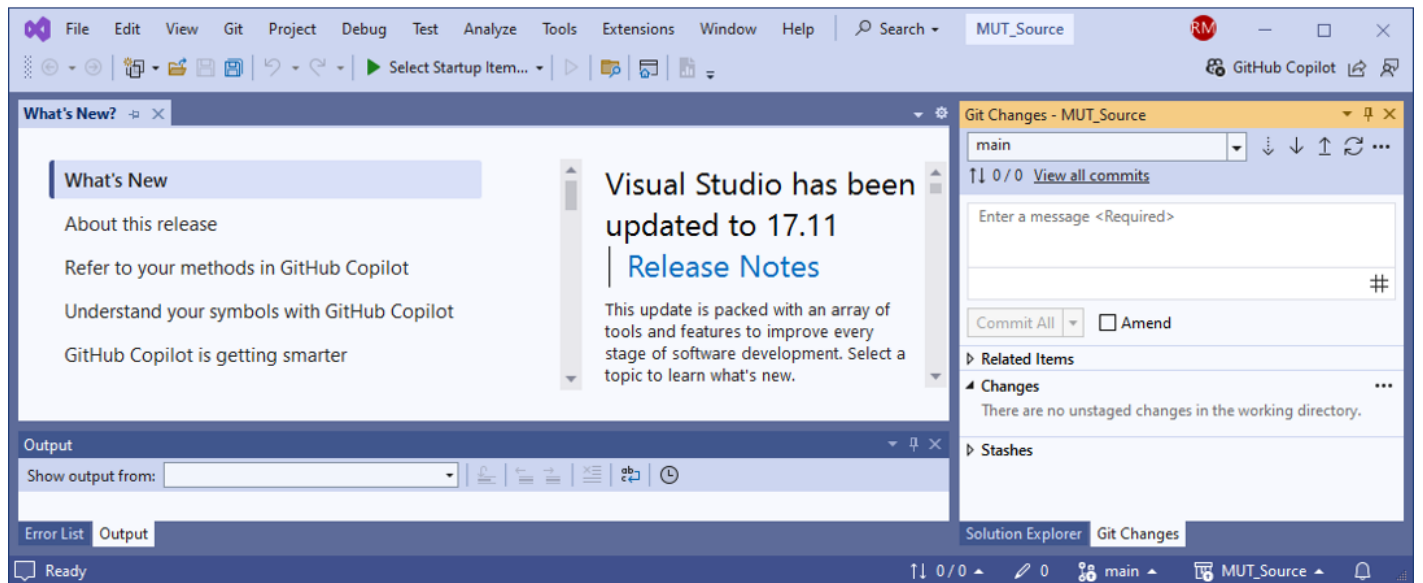 File Edit View Git Project Debug Test Analyze Tools Extensions Window Help Search MUT_Source RM
Select Startup Item... GitHub Copilot
What's New?
What's New
About this release
Refer to your methods in GitHub Copilot
Understand your symbols with GitHub Copilot
GitHub Copilot is getting smarter
Visual Studio has been
updated to 17.11
Release Notes
This update is packed with an array of
tools and features to improve every
stage of software development. Select a
topic to learn what's new.
Output
Show output from:
Error List Output
Git Changes - MUT_Source
main
0 / 0 View all commits
Enter a message <Required>
Commit All Amend
Related Items
Changes
There are no unstaged changes in the working directory.
Stashes
Solution Explorer Git Changes
Ready 0 / 0 0 main MUT_Source